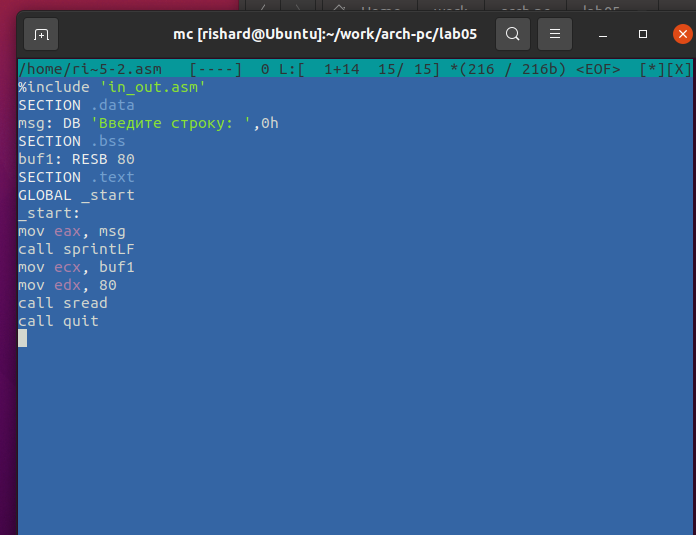 mc [rishard@Ubuntu]:~/work/arch-pc/lab05
/home/ri~5-2.asm [----] 0 L:[ 1+14 15/ 15] *(216 / 216b) <EOF> [*][X]
%include 'in_out.asm'
SECTION .data
msg: DB 'Введите строку: ',0h
SECTION .bss
buf1: RESB 80
SECTION .text
GLOBAL _start
_start:
mov eax, msg
call sprintLF
mov ecx, buf1
mov edx, 80
call sread
call quit